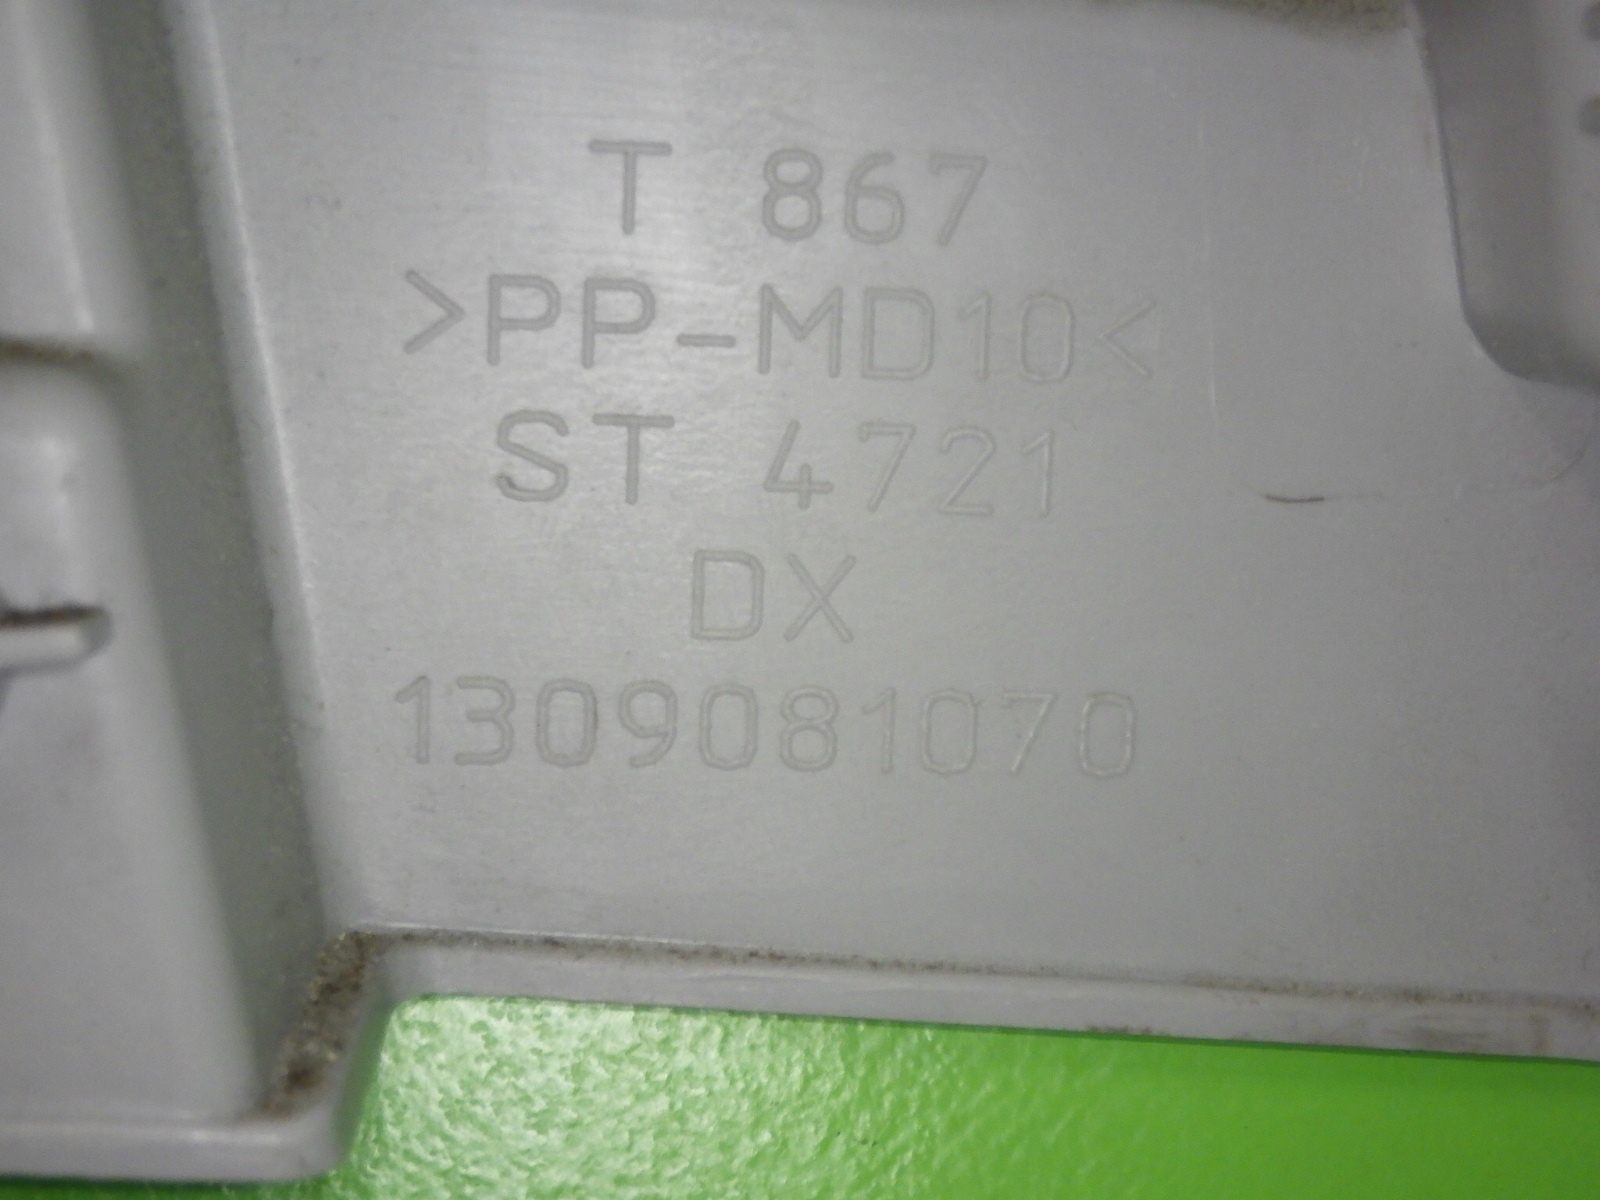 T 867
>PP-MD10<
ST 4721
DX
1309081070